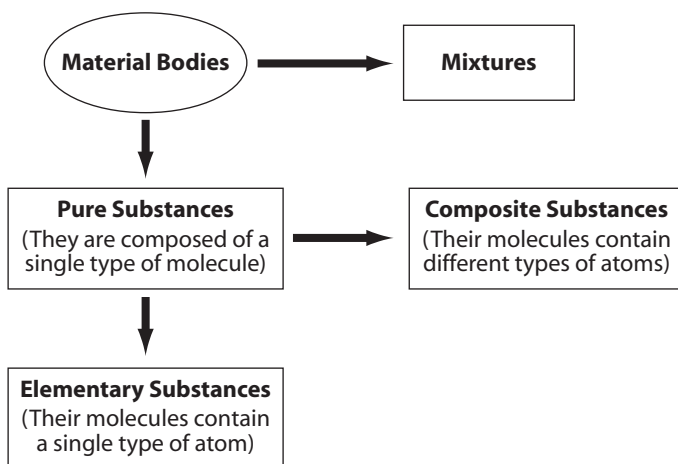 Material Bodies
Mixtures
Pure Substances
(They are composed of a
single type of molecule)
Composite Substances
(Their molecules contain
different types of atoms)
Elementary Substances
(Their molecules contain
a single type of atom)